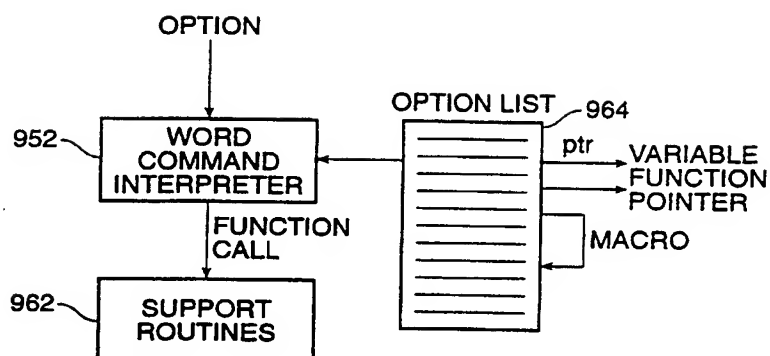 OPTION
OPTION LIST
964
952
WORD
COMMAND
INTERPRETER
ptr
VARIABLE
FUNCTION
POINTER
FUNCTION
CALL
MACRO
962
SUPPORT
ROUTINES